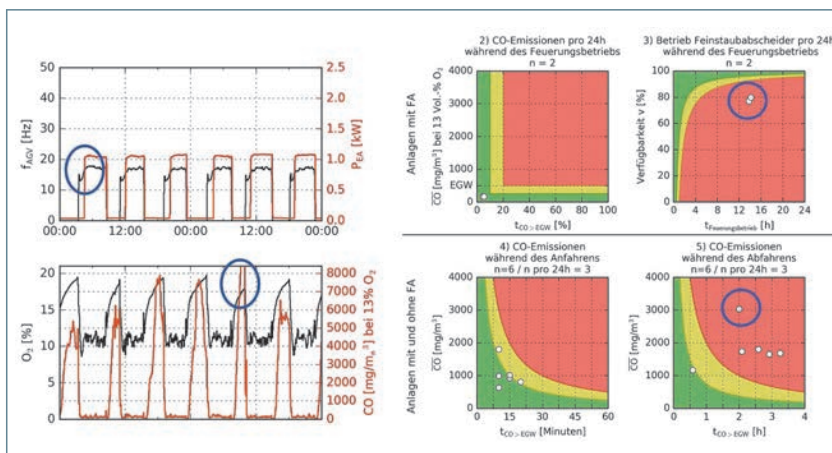 50
40
30
20
10
0
f_AGV [Hz]
2.5
2.0
1.5
1.0
0.5
0.0
P_EA [kW]
00:00 12:00 00:00 12:00 00:00 12:00 00:00
20
15
10
5
0
O₂ [%]
8000
7000
6000
5000
4000
3000
2000
1000
0
CO [mg/mₙ³] bei 13% O₂
2) CO-Emissionen pro 24h
während des Feuerungsbetriebs
n = 2
Anlagen mit FA
CO [mg/m³] bei 13 Vol.-% O₂
4000
3000
2000
1000
EGW
0
0 20 40 60 80 100
t_CO>EGW [%]
3) Betrieb Feinstaubabscheider pro 24h
während des Feuerungsbetriebs
n = 2
Verfügbarkeit v [%]
100
80
60
40
20
0
0 4 8 12 16 20 24
t_Feuerungsbetrieb [h]
4) CO-Emissionen
während des Anfahrens
n=6 / n pro 24h = 3
Anlagen mit und ohne FA
CO [mg/m³]
4000
3000
2000
1000
0
0 10 20 30 40 50 60
t_CO>EGW [Minuten]
5) CO-Emissionen
während des Abfahrens
n=6 / n pro 24h = 3
CO [mg/m³]
4000
3000
2000
1000
0
0 1 2 3 4
t_CO>EGW [h]